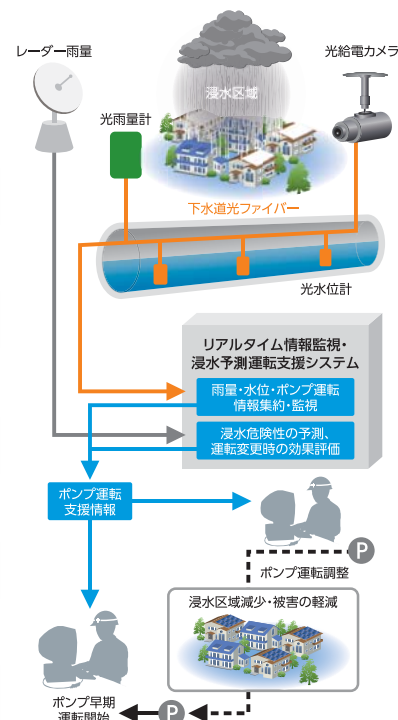 レーダー雨量
光給電カメラ
浸水区域
光雨量計
下水道光ファイバー
光水位計
リアルタイム情報監視・
浸水予測運転支援システム
雨量・水位・ポンプ運転
情報集約・監視
浸水危険性の予測、
運転変更時の効果評価
ポンプ運転
支援情報
P
ポンプ運転調整
浸水区域減少・被害の軽減
ポンプ早期
運転開始
P